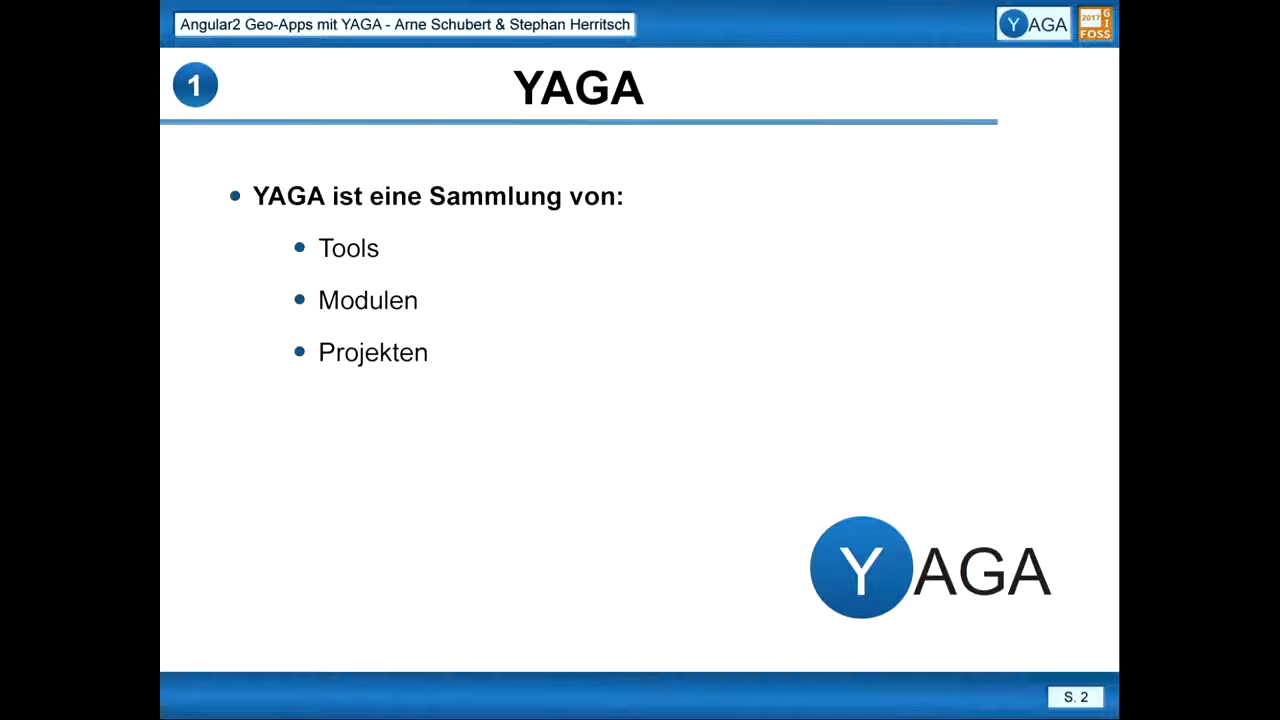 Angular2 Geo-Apps mit YAGA - Arne Schubert & Stephan Herritsch
YAGA
2017 GI
FOSS
1
YAGA
YAGA ist eine Sammlung von:
Tools
Modulen
Projekten
YAGA
S. 2